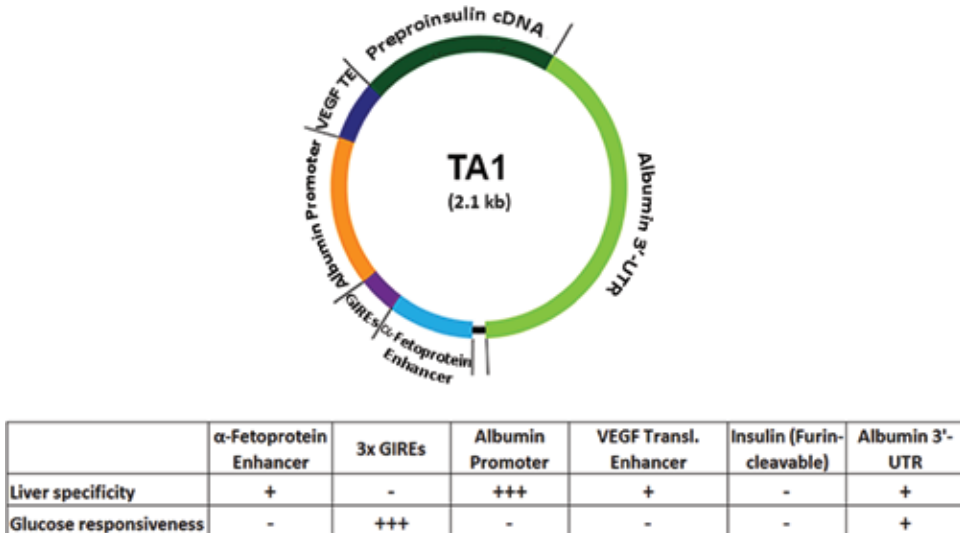 Preproinsulin cDNA
VEGF TE
Albumin Promoter
GIREs
α-Fetoprotein
Enhancer
Albumin 3'-UTR
TA1
(2.1 kb)
α-Fetoprotein Enhancer 3x GIREs Albumin Promoter VEGF Transl. Enhancer Insulin (Furin-cleavable) Albumin 3'-UTR
Liver specificity + - +++ + - +
Glucose responsiveness - +++ - - - +